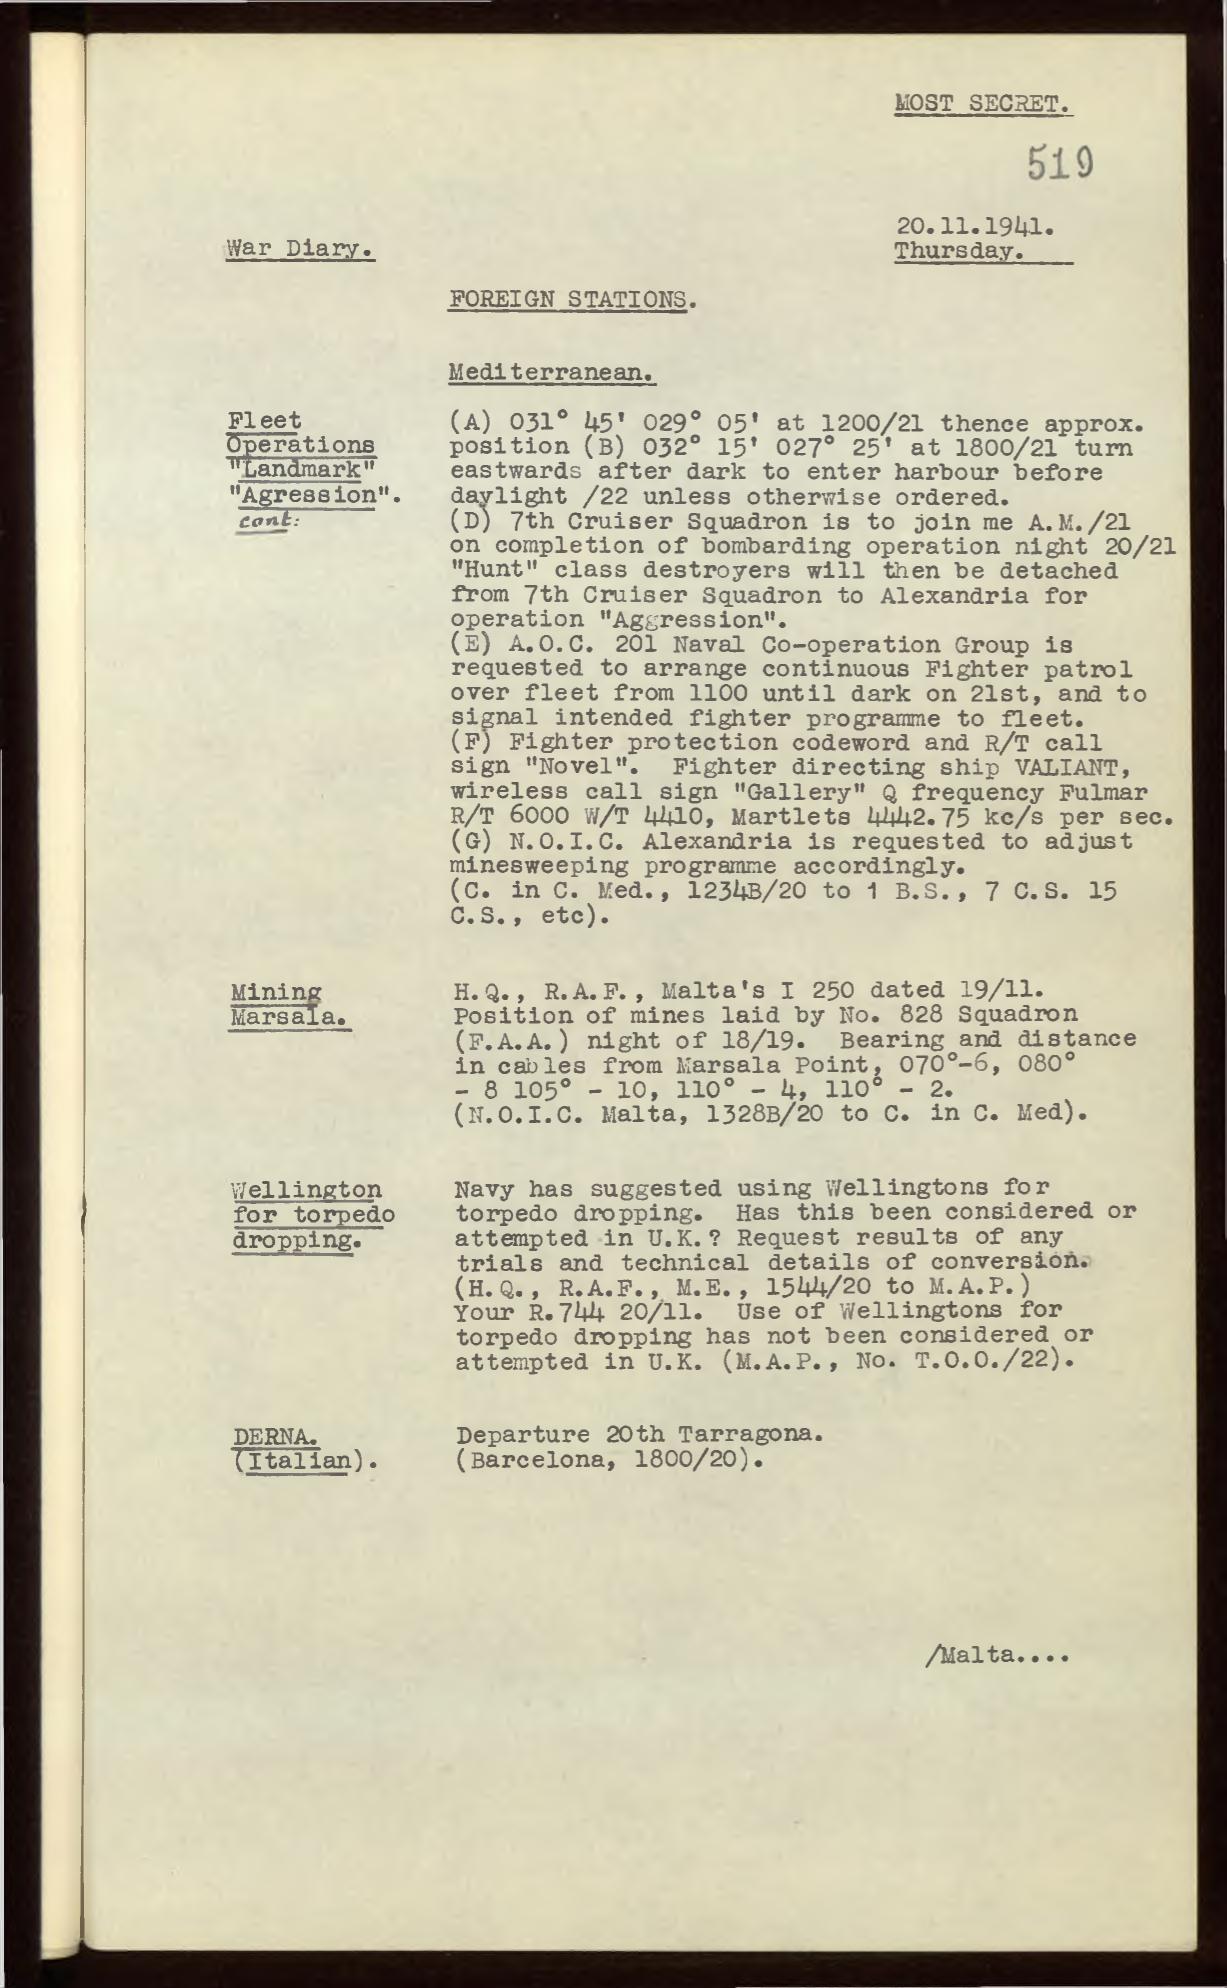 MOST SECRET.
519
20.11.1941.
Thursday.
War Diary.
FOREIGN STATIONS.
Mediterranean.
Fleet
Operations
"Landmark"
"Agression".
cont:
(A) 031° 45' 029° 05' at 1200/21 thence approx.
position (B) 032° 15' 027° 25' at 1800/21 turn
eastwards after dark to enter harbour before
daylight /22 unless otherwise ordered.
(D) 7th Cruiser Squadron is to join me A.M./21
on completion of bombarding operation night 20/21
"Hunt" class destroyers will then be detached
from 7th Cruiser Squadron to Alexandria for
operation "Aggression".
(E) A.O.C. 201 Naval Co-operation Group is
requested to arrange continuous Fighter patrol
over fleet from 1100 until dark on 21st, and to
signal intended fighter programme to fleet.
(F) Fighter protection codeword and R/T call
sign "Novel". Fighter directing ship VALIANT,
wireless call sign "Gallery" Q frequency Fulmar
R/T 6000 W/T 4410, Martlets 4442.75 kc/s per sec.
(G) N.O.I.C. Alexandria is requested to adjust
minesweeping programme accordingly.
(C. in C. Med., 1234B/20 to 1 B.S., 7 C.S. 15
C.S., etc).
Mining
Marsala.
H.Q., R.A.F., Malta's I 250 dated 19/11.
Position of mines laid by No. 828 Squadron
(F.A.A.) night of 18/19. Bearing and distance
in cables from Marsala Point, 070°-6, 080°
- 8 105° - 10, 110° - 4, 110° - 2.
(N.O.I.C. Malta, 1328B/20 to C. in C. Med).
Wellington
for torpedo
dropping.
Navy has suggested using Wellingtons for
torpedo dropping. Has this been considered or
attempted in U.K.? Request results of any
trials and technical details of conversion.
(H.Q., R.A.F., M.E., 1544/20 to M.A.P.)
Your R.744 20/11. Use of Wellingtons for
torpedo dropping has not been considered or
attempted in U.K. (M.A.P., No. T.O.O./22).
DERNA.
(Italian).
Departure 20th Tarragona.
(Barcelona, 1800/20).
/Malta....